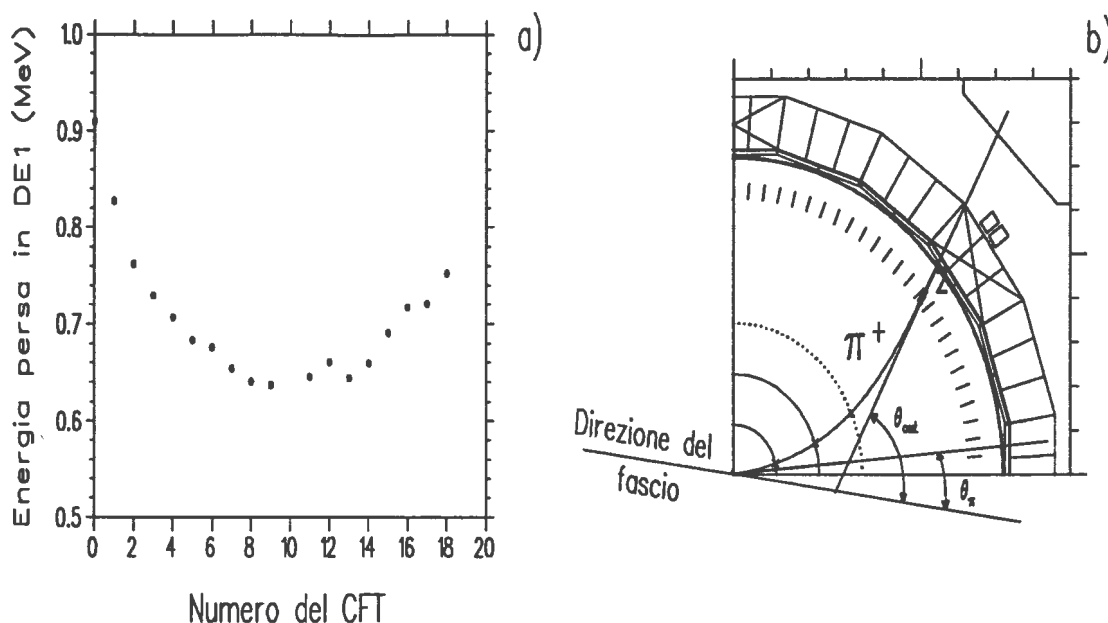 a)
Energia persa in DE1 (MeV)
1.0
0.9
0.8
0.7
0.6
0.5
0 2 4 6 8 10 12 14 16 18 20
Numero del CFT
b)
π+
θout
θπ
Direzione del
fascio